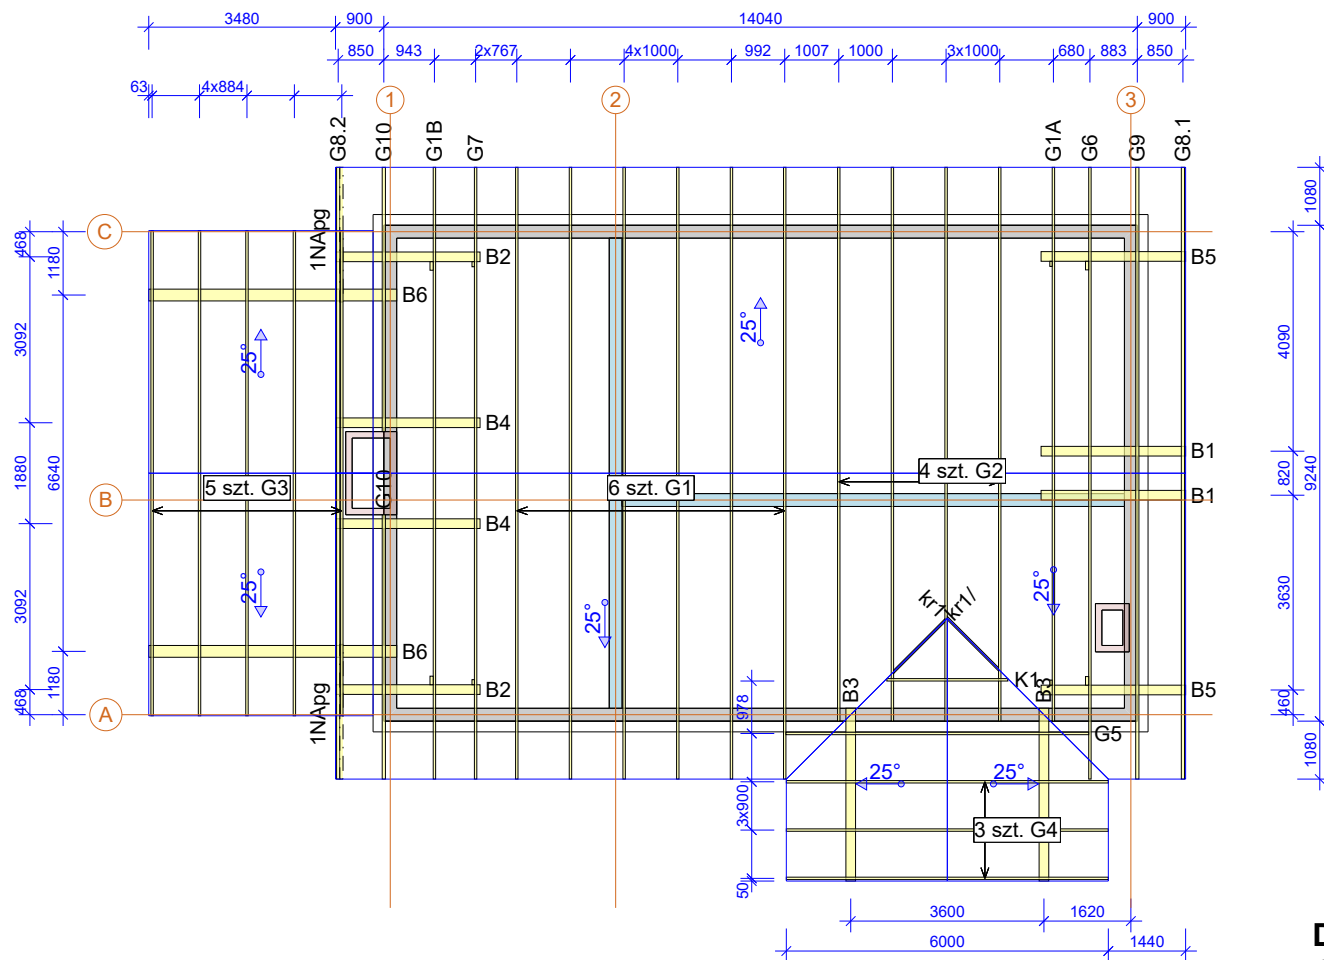 3480 900 14040 900
850 943 2x767 4x1000 992 1007 1000 3x1000 680 883 850
63 4x884
1 2 3
G8.2 G10 G1B G7 G1A G6 G9 G8.1
1080
C
468
1180
1NApg
B2
B5
B6
25°
25°
3092
4090
B4
B1
1880
6640
5 szt. G3
G10
6 szt. G1
4 szt. G2
820
9240
B
B1
B4
25°
25°
25°
3092
3630
kr1 kr1/
B6
B3
K1
B3
B2
B5
468
1180
1NApg
978
460
A
G5
1080
25° 25°
3x900
3 szt. G4
50
3600 1620
6000 1440